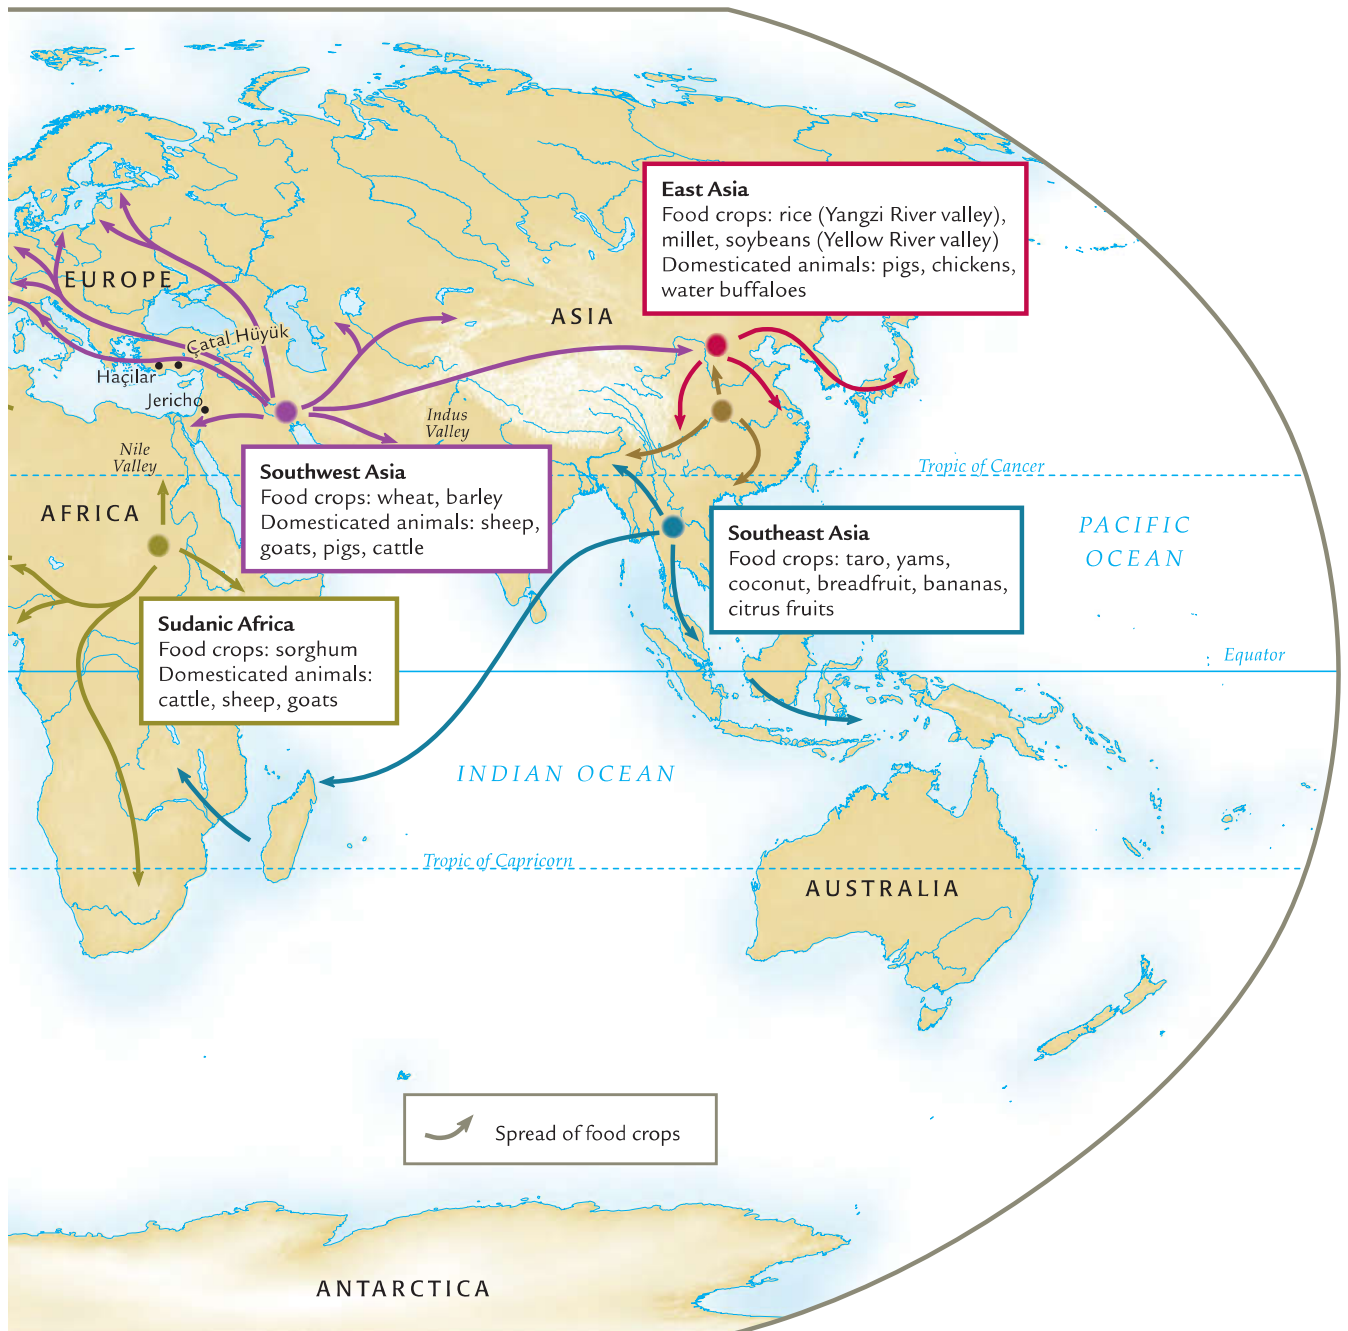 East Asia
Food crops: rice (Yangzi River valley),
millet, soybeans (Yellow River valley)
Domesticated animals: pigs, chickens,
water buffaloes
EUROPE
ASIA
Çatal Hüyük
Haçilar
Jericho
Indus
Valley
Nile
Valley
Tropic of Cancer
Southwest Asia
Food crops: wheat, barley
Domesticated animals: sheep,
goats, pigs, cattle
AFRICA
PACIFIC
OCEAN
Southeast Asia
Food crops: taro, yams,
coconut, breadfruit, bananas,
citrus fruits
Sudanic Africa
Food crops: sorghum
Domesticated animals:
cattle, sheep, goats
Equator
INDIAN OCEAN
Tropic of Capricorn
AUSTRALIA
Spread of food crops
ANTARCTICA